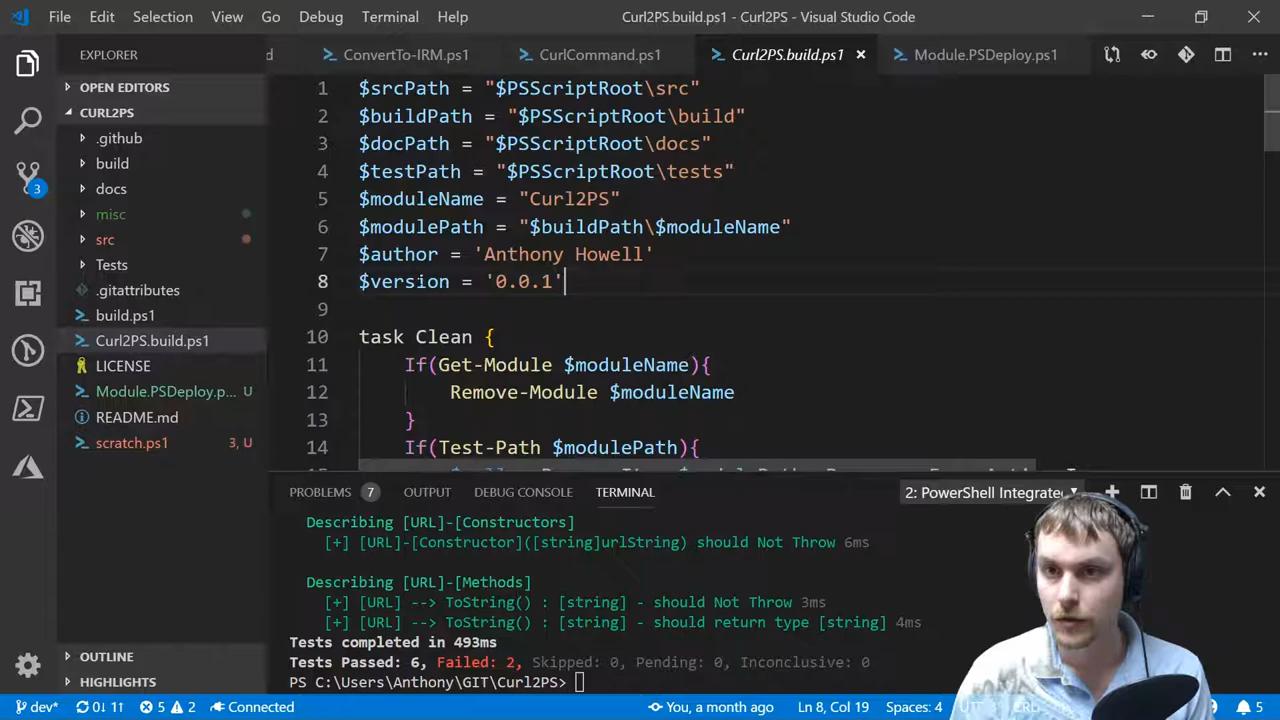 File Edit Selection View Go Debug Terminal Help Curl2PS.build.ps1 - Curl2PS - Visual Studio Code
EXPLORER
d ConvertTo-IRM.ps1 CurlCommand.ps1 Curl2PS.build.ps1 Module.PSDeploy.ps1
OPEN EDITORS
CURL2PS
.github
build
docs
misc
src
Tests
.gitattributes
build.ps1
Curl2PS.build.ps1
LICENSE
Module.PSDeploy.p... U
README.md
scratch.ps1 3, U
OUTLINE
HIGHLIGHTS
3
1 $srcPath = "$PSScriptRoot\src"
2 $buildPath = "$PSScriptRoot\build"
3 $docPath = "$PSScriptRoot\docs"
4 $testPath = "$PSScriptRoot\tests"
5 $moduleName = "Curl2PS"
6 $modulePath = "$buildPath\$moduleName"
7 $author = 'Anthony Howell'
8 $version = '0.0.1'
9
10 task Clean {
11 If(Get-Module $moduleName){
12 Remove-Module $moduleName
13 }
14 If(Test-Path $modulePath){
PROBLEMS 7 OUTPUT DEBUG CONSOLE TERMINAL 2: PowerShell Integrate
Describing [URL]-[Constructors]
[+] [URL]-[Constructor]([string]urlString) should Not Throw 6ms
Describing [URL]-[Methods]
[+] [URL] --> ToString() : [string] - should Not Throw 3ms
[+] [URL] --> ToString() : [string] - should return type [string] 4ms
Tests completed in 493ms
Tests Passed: 6, Failed: 2, Skipped: 0, Pending: 0, Inconclusive: 0
PS C:\Users\Anthony\GIT\Curl2PS>
dev* 0↓ 1↑ 5 2 Connected You, a month ago Ln 8, Col 19 Spaces: 4 5